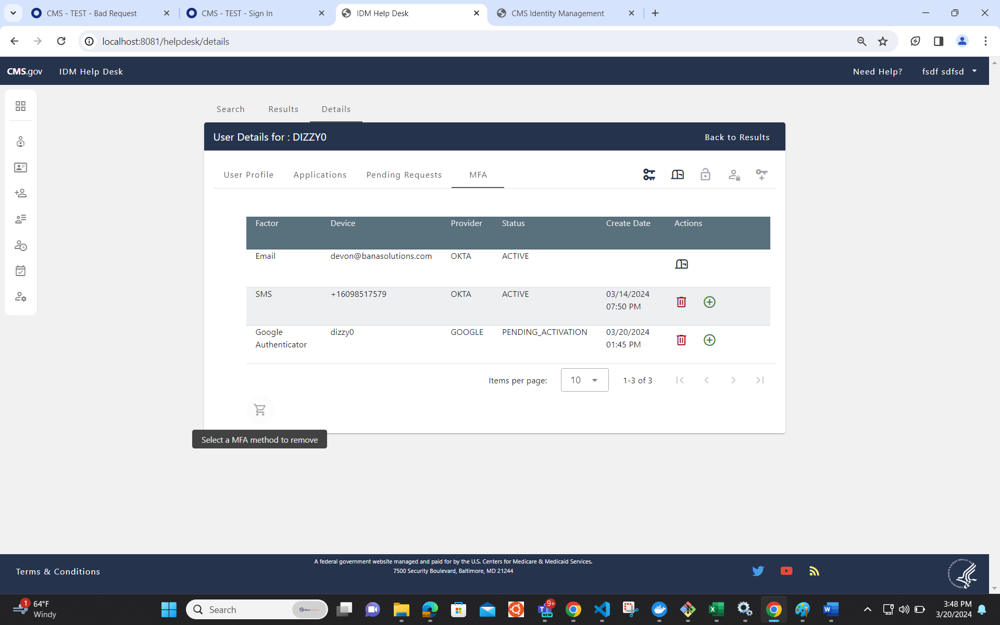 CMS - TEST - Bad Request
CMS - TEST - Sign In
IDM Help Desk
CMS Identity Management
localhost:8081/helpdesk/details
CMS.gov
IDM Help Desk
Need Help?
fsdf sdfsd
Search
Results
Details
User Details for : DIZZY0
Back to Results
User Profile
Applications
Pending Requests
MFA
Factor Device Provider Status Create Date Actions
Email devon@banasolutions.com OKTA ACTIVE
SMS +16098517579 OKTA ACTIVE 03/14/2024
07:50 PM
Google dizzy0 GOOGLE PENDING_ACTIVATION 03/20/2024
Authenticator 01:45 PM
Items per page: 10 1-3 of 3
Select a MFA method to remove
Terms & Conditions
A federal government website managed and paid for by the U.S. Centers for Medicare & Medicaid Services.
7500 Security Boulevard, Baltimore, MD 21244
1
64°F
Windy
Search
9+
NEW
3:48 PM
3/20/2024